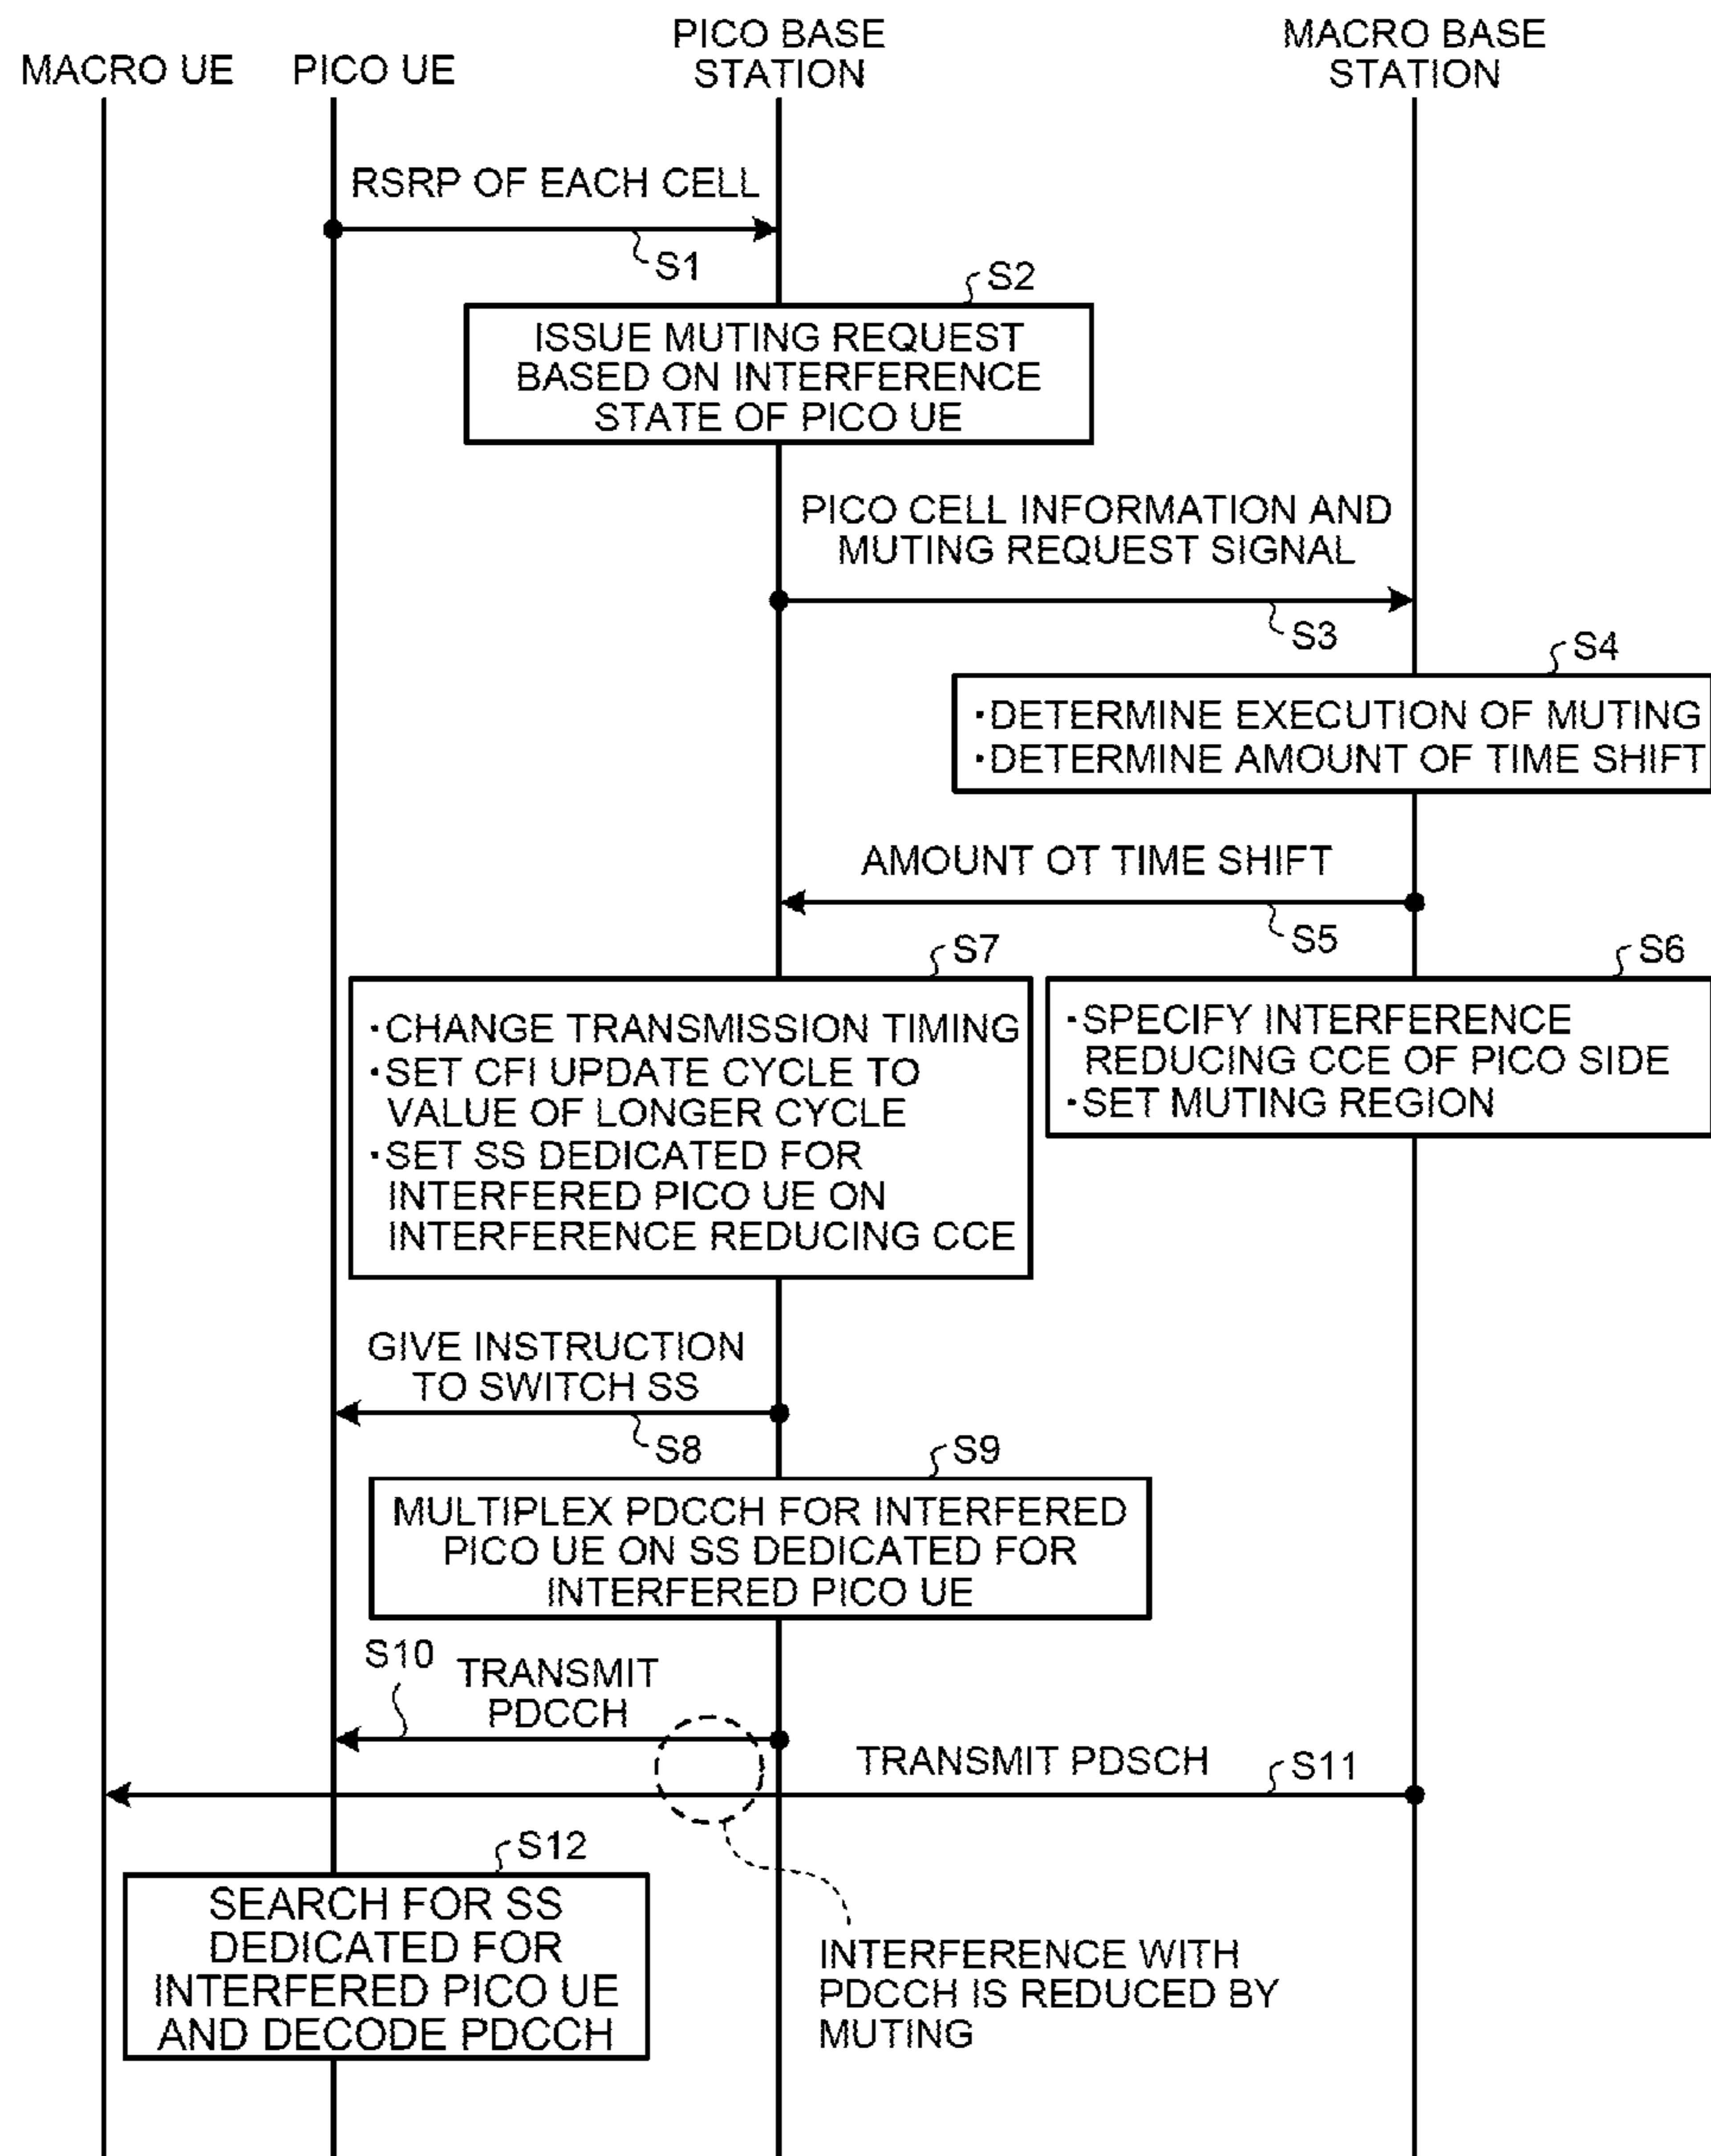 MACRO UE
PICO UE
PICO BASE
STATION
MACRO BASE
STATION
RSRP OF EACH CELL
S1
S2
ISSUE MUTING REQUEST
BASED ON INTERFERENCE
STATE OF PICO UE
PICO CELL INFORMATION AND
MUTING REQUEST SIGNAL
S3
S4
・DETERMINE EXECUTION OF MUTING
・DETERMINE AMOUNT OF TIME SHIFT
AMOUNT OT TIME SHIFT
S5
S7
・CHANGE TRANSMISSION TIMING
・SET CFI UPDATE CYCLE TO
VALUE OF LONGER CYCLE
・SET SS DEDICATED FOR
INTERFERED PICO UE ON
INTERFERENCE REDUCING CCE
S6
・SPECIFY INTERFERENCE
REDUCING CCE OF PICO SIDE
・SET MUTING REGION
GIVE INSTRUCTION
TO SWITCH SS
S8
S9
MULTIPLEX PDCCH FOR INTERFERED
PICO UE ON SS DEDICATED FOR
INTERFERED PICO UE
S10
TRANSMIT
PDCCH
TRANSMIT PDSCH
S11
S12
SEARCH FOR SS
DEDICATED FOR
INTERFERED PICO UE
AND DECODE PDCCH
INTERFERENCE WITH
PDCCH IS REDUCED BY
MUTING